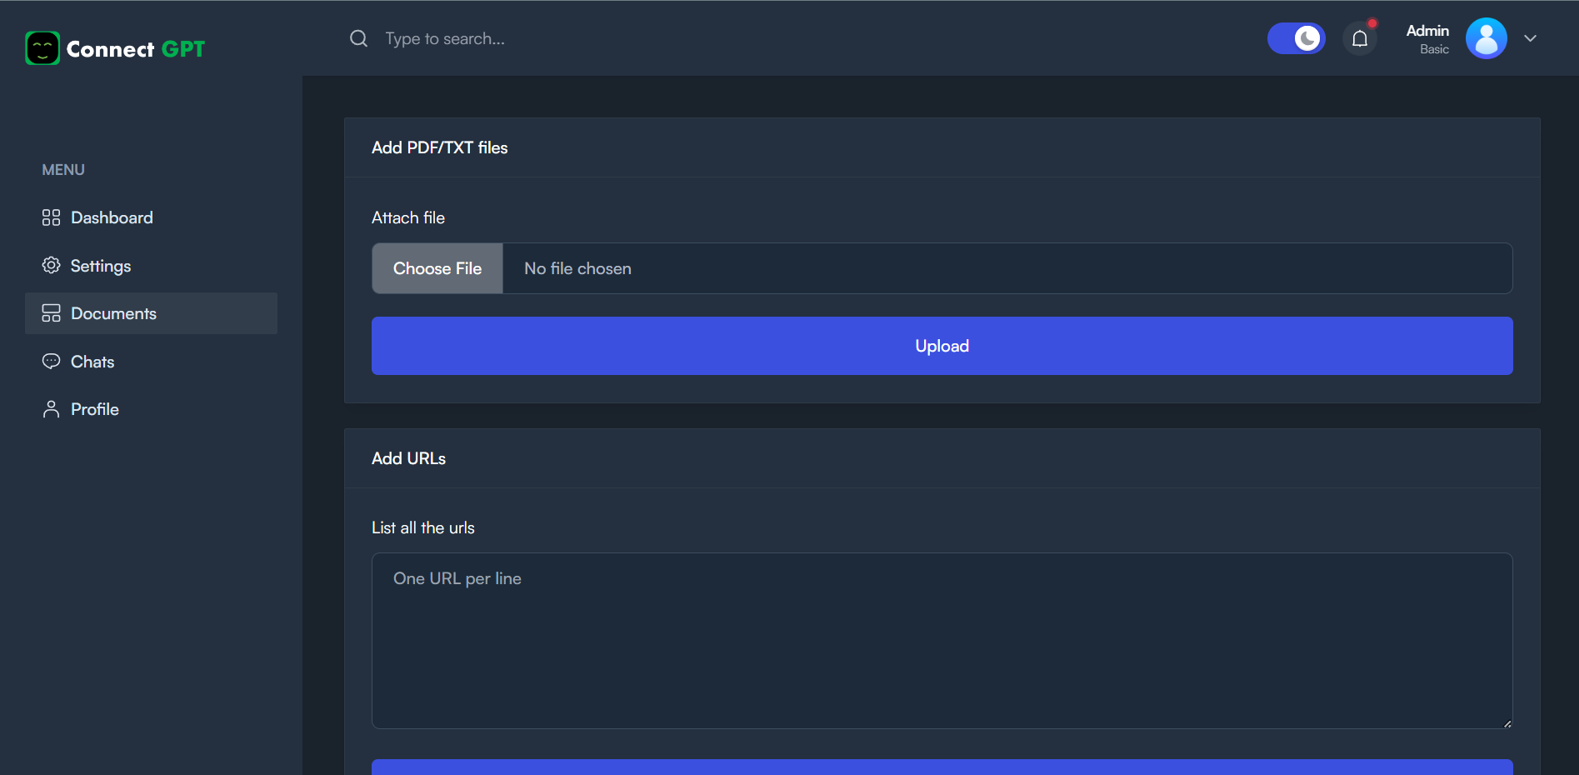 Connect GPT
Type to search...
Admin
Basic
MENU
Dashboard
Settings
Documents
Chats
Profile
Add PDF/TXT files
Attach file
Choose File No file chosen
Upload
Add URLs
List all the urls
One URL per line